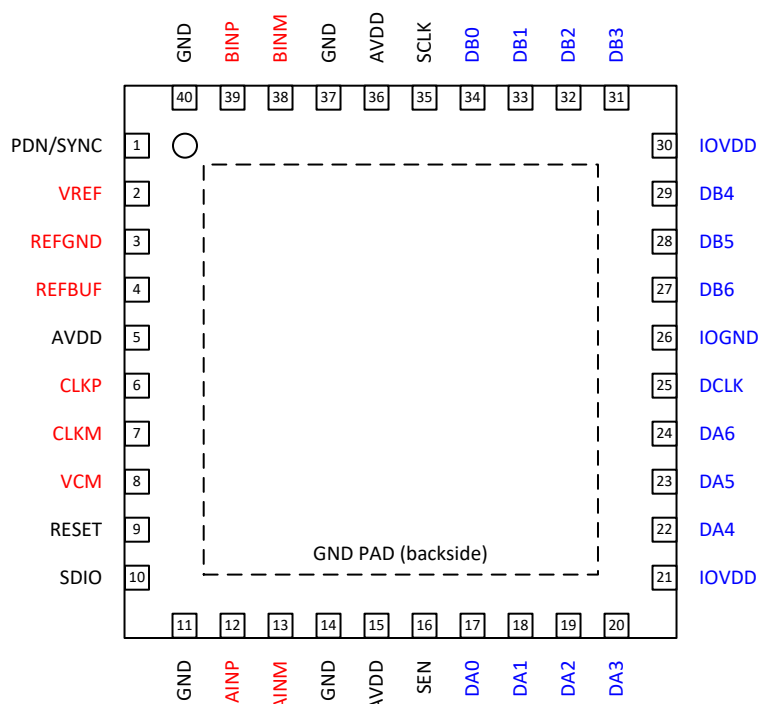 GND BINP BINM GND AVDD SCLK DB0 DB1 DB2 DB3
40 39 38 37 36 35 34 33 32 31
PDN/SYNC 1 30 IOVDD
VREF 2 29 DB4
REFGND 3 28 DB5
REFBUF 4 27 DB6
AVDD 5 26 IOGND
CLKP 6 25 DCLK
CLKM 7 24 DA6
VCM 8 23 DA5
RESET 9 22 DA4
GND PAD (backside)
SDIO 10 21 IOVDD
11 12 13 14 15 16 17 18 19 20
GND AINP AINM GND AVDD SEN DA0 DA1 DA2 DA3